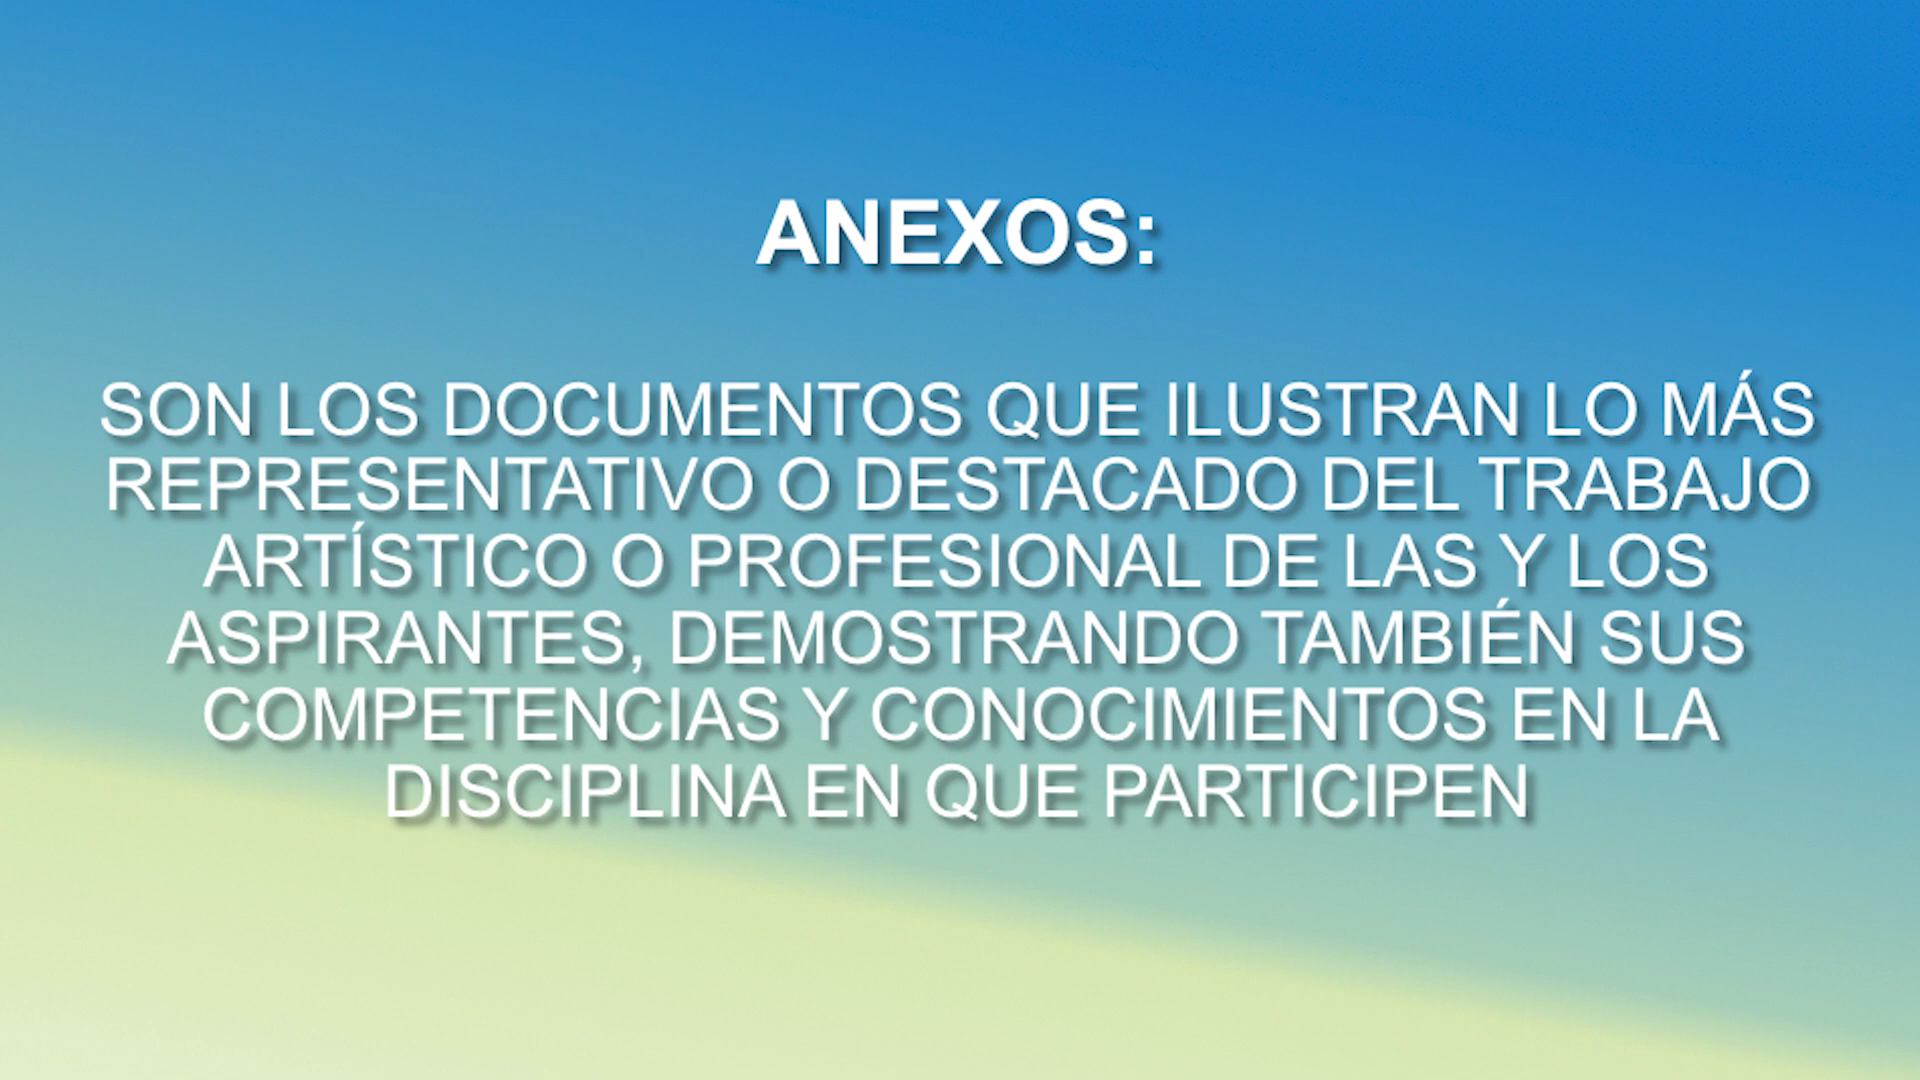 ANEXOS:
SON LOS DOCUMENTOS QUE ILUSTRAN LO MÁS
REPRESENTATIVO O DESTACADO DEL TRABAJO
ARTÍSTICO O PROFESIONAL DE LAS Y LOS
ASPIRANTES, DEMOSTRANDO TAMBIÉN SUS
COMPETENCIAS Y CONOCIMIENTOS EN LA
DISCIPLINA EN QUE PARTICIPEN